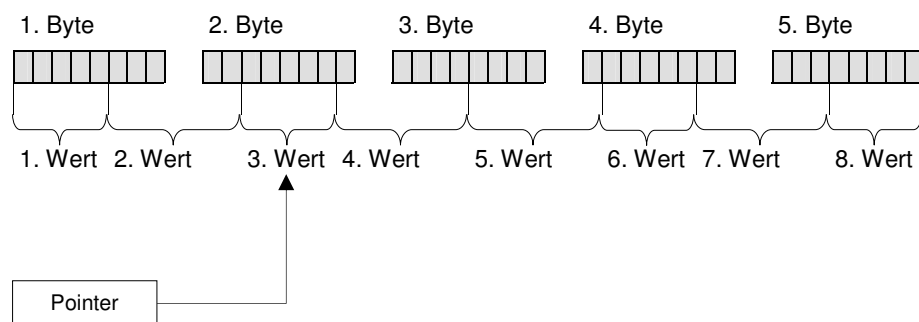 1. Byte 2. Byte 3. Byte 4. Byte 5. Byte
1. Wert 2. Wert 3. Wert 4. Wert 5. Wert 6. Wert 7. Wert 8. Wert
Pointer